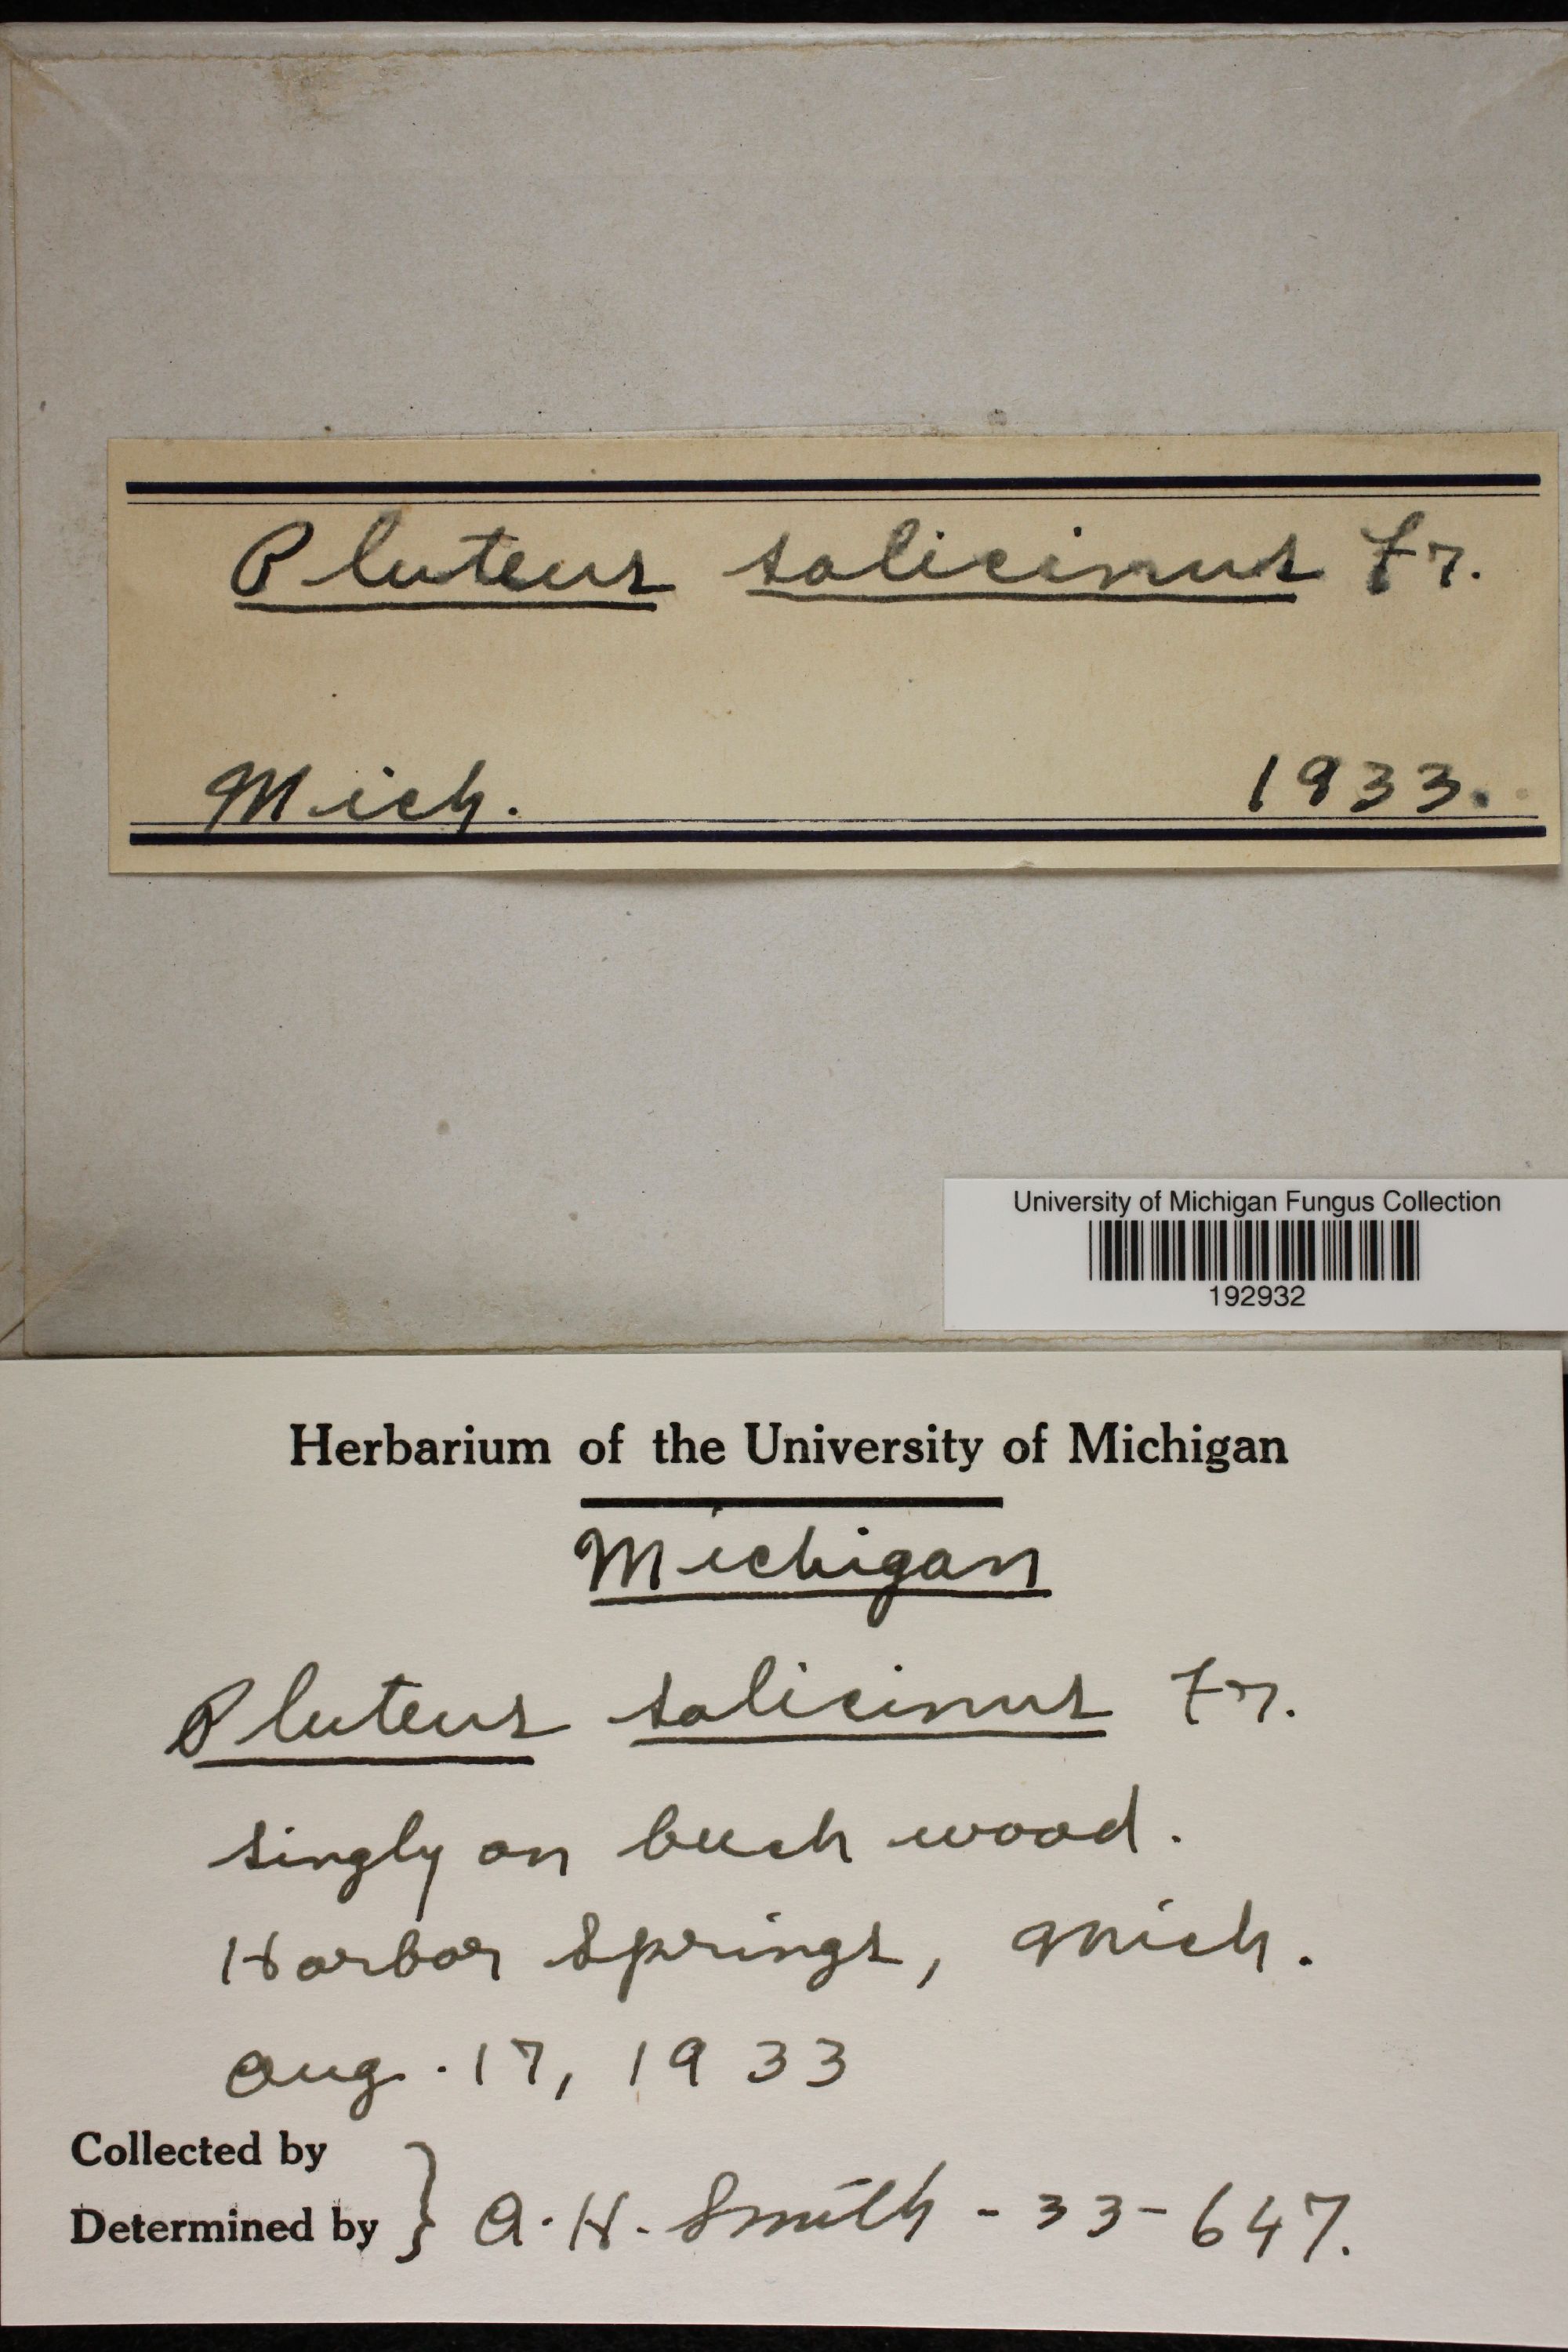 Pluteus salicinus Fr.
Mich. 1933.
University of Michigan Fungus Collection
192932
Herbarium of the University of Michigan
Michigan
Pluteus salicinus Fr.
singly on beech wood.
Harbor Springs, Mich.
Aug. 17, 1933
Collected by
Determined by } A. H. Smith - 33-647.